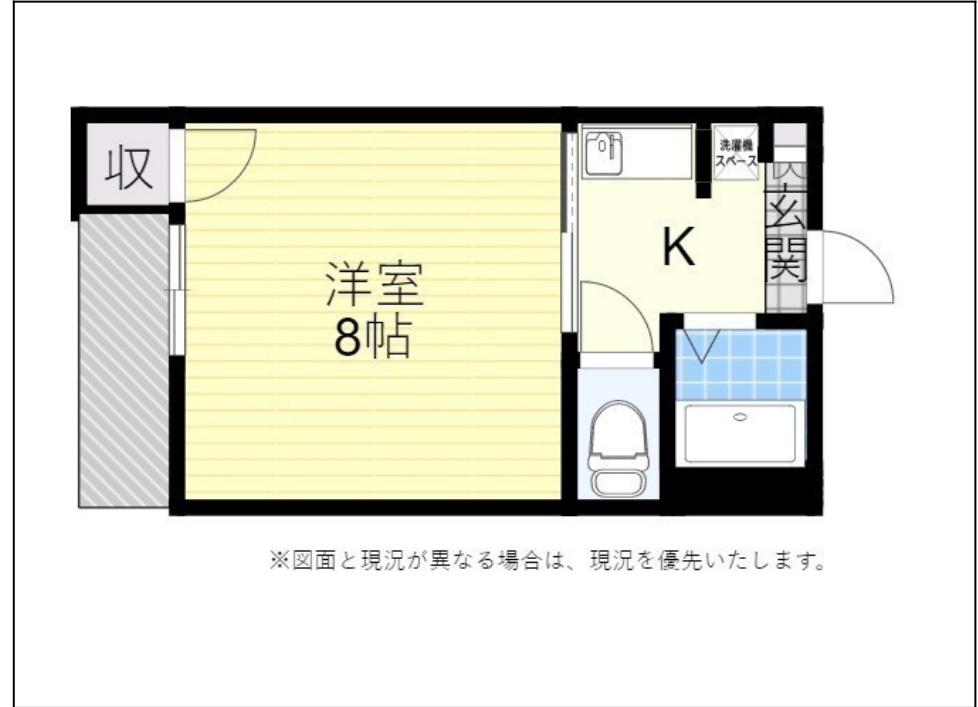 収
洋室
8帖
K
洗濯機
スペース
玄関
※図面と現況が異なる場合は、現況を優先いたします。